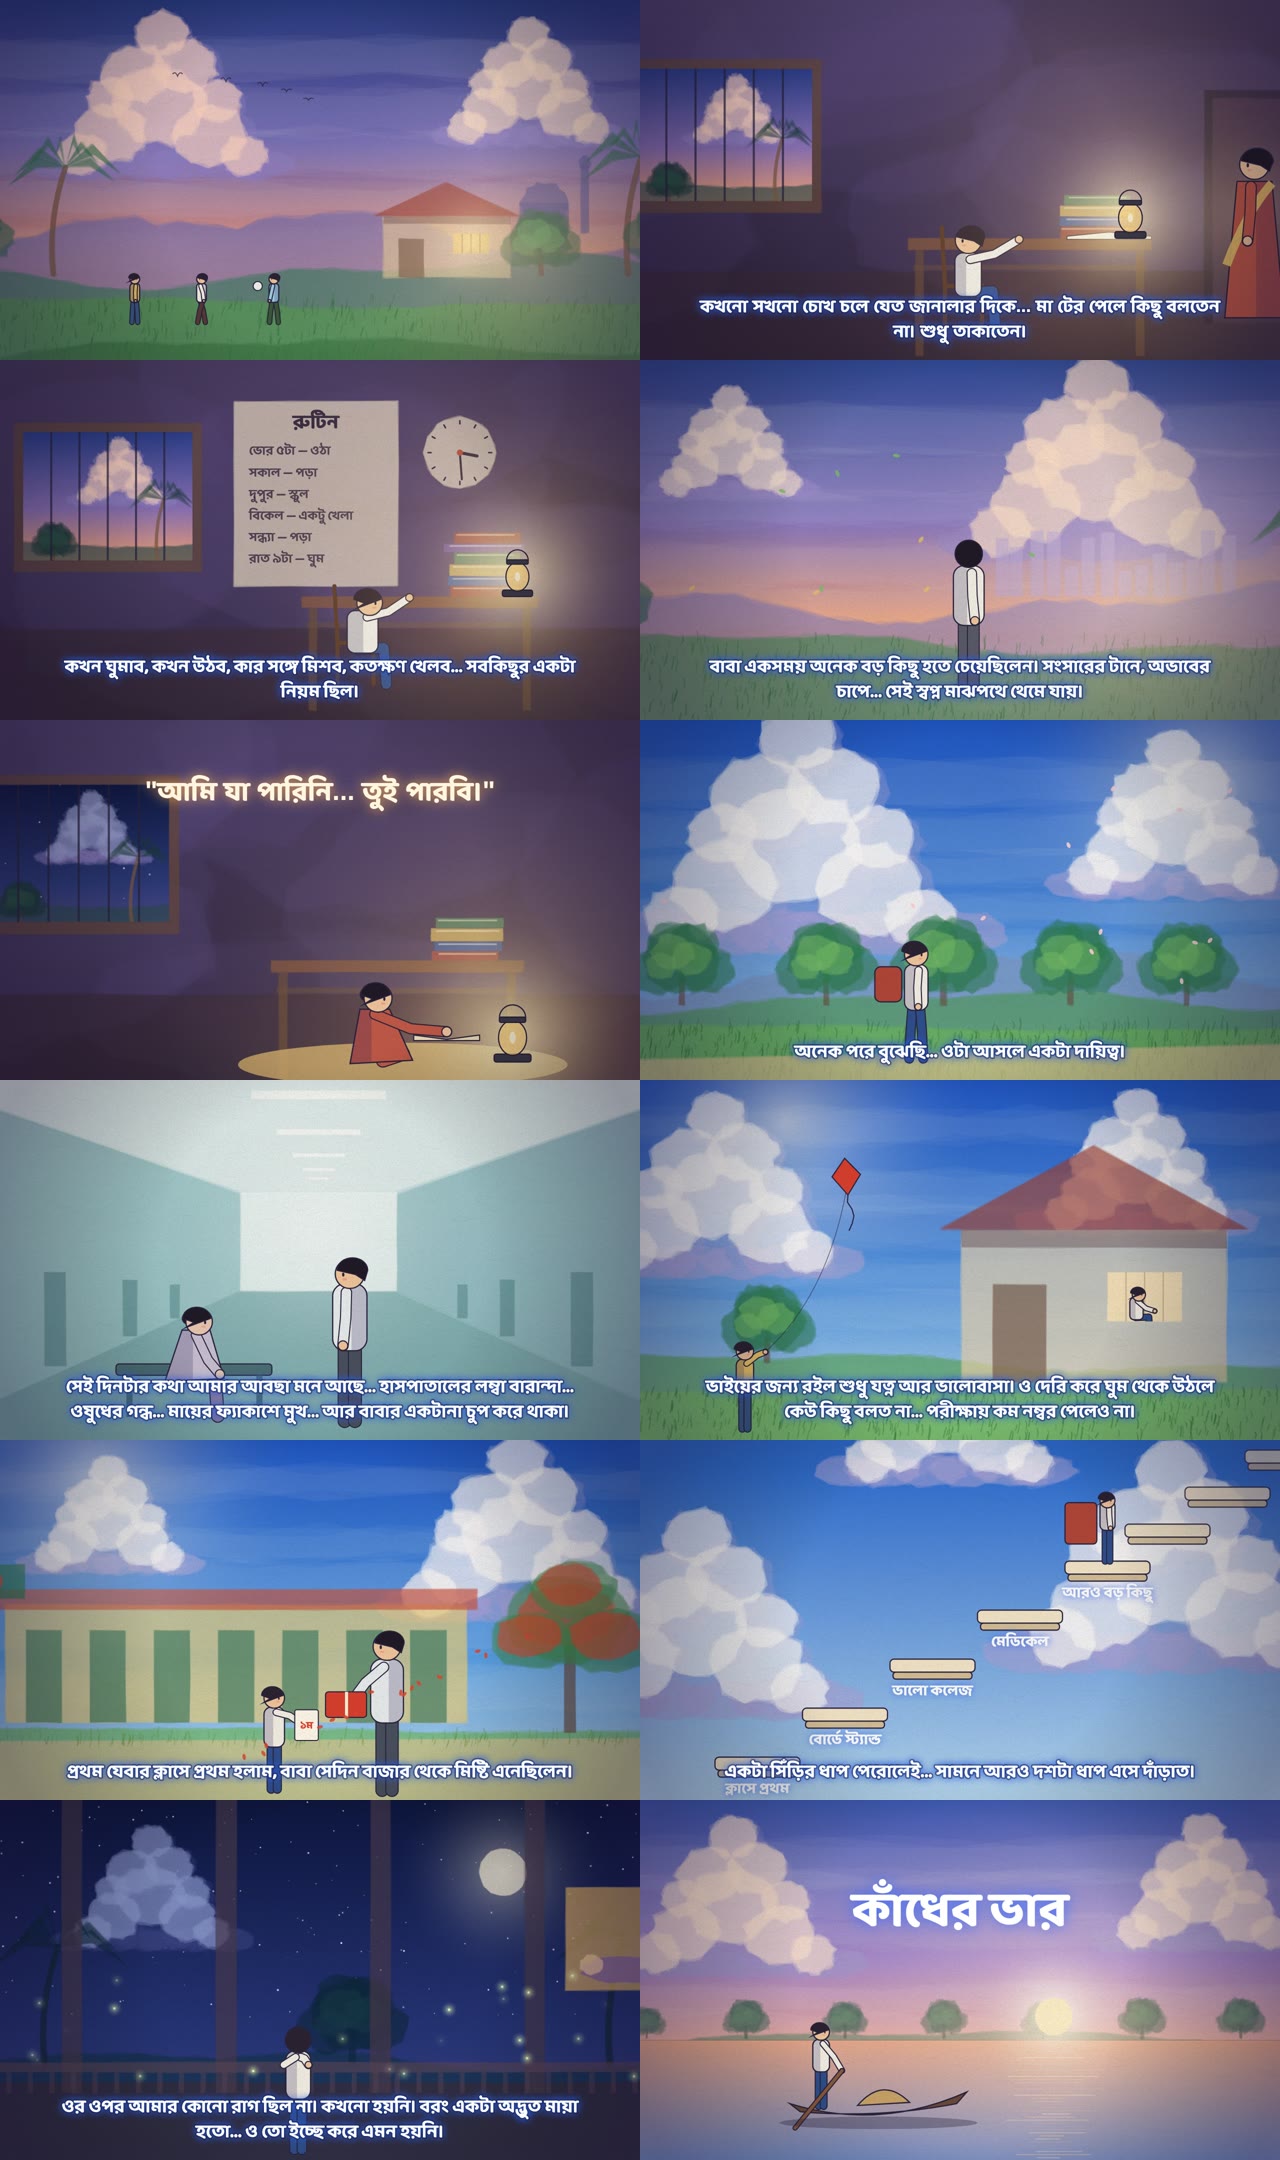 কখনো সখনো চোখ চলে যেত জানালার দিকে... মা টের পেলে কিছু বলতেন
না। শুধু তাকাতেন।
রুটিন
ভোর ৫টা – ওঠা
সকাল – পড়া
দুপুর – স্কুল
বিকেল – একটু খেলা
সন্ধ্যা – পড়া
রাত ৯টা – ঘুম
কখন ঘুমাব, কখন উঠব, কার সঙ্গে মিশব, কতক্ষণ খেলব... সবকিছুর একটা
নিয়ম ছিল।
বাবা একসময় অনেক বড় কিছু হতে চেয়েছিলেন। সংসারের টানে, অভাবের
চাপে... সেই স্বপ্ন মাঝপথে থেমে যায়।
"আমি যা পারিনি... তুই পারবি।"
অনেক পরে বুঝেছি... ওটা আসলে একটা দায়িত্ব।
সেই দিনটার কথা আমার আবছা মনে আছে... হাসপাতালের লম্বা বারান্দা...
ওষুধের গন্ধ... মায়ের ফ্যাকাশে মুখ... আর বাবার একটানা চুপ করে থাকা।
ভাইয়ের জন্য রইল শুধু যত্ন আর ভালোবাসা। ও দেরি করে ঘুম থেকে উঠলে
কেউ কিছু বলত না... পরীক্ষায় কম নম্বর পেলেও না।
১ম
প্রথম যেবার ক্লাসে প্রথম হলাম, বাবা সেদিন বাজার থেকে মিষ্টি এনেছিলেন।
আরও বড় কিছু
মেডিকেল
ভালো কলেজ
বোর্ডে স্ট্যান্ড
একটা সিঁড়ির ধাপ পেরোলেই... সামনে আরও দশটা ধাপ এসে দাঁড়াত।
ক্লাসে প্রথম
ওর ওপর আমার কোনো রাগ ছিল না। কখনো হয়নি। বরং একটা অদ্ভুত মায়া
হতো... ও তো ইচ্ছে করে এমন হয়নি।
কাঁধের ভার